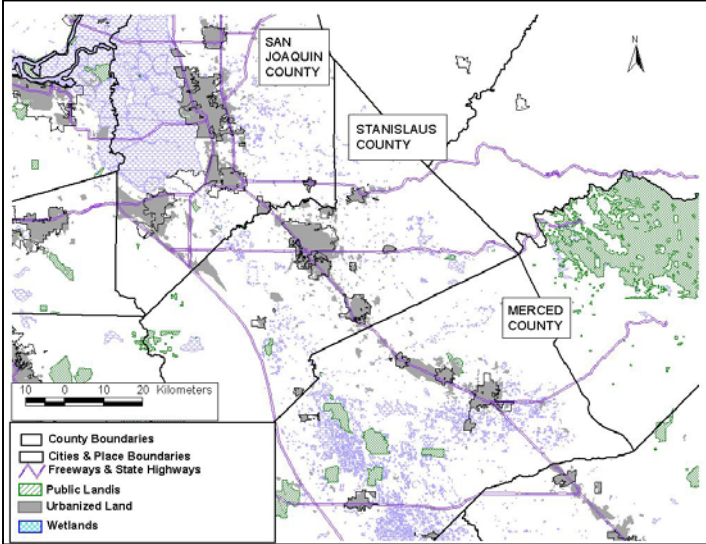 SAN
JOAQUIN
COUNTY
N
STANISLAUS
COUNTY
MERCED
COUNTY
10 0 10 20 Kilometers
County Boundaries
Cities & Place Boundaries
Freeways & State Highways
Public Landis
Urbanized Land
Wetlands